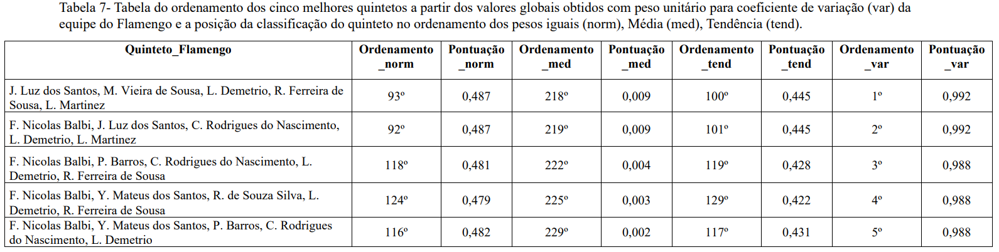 Tabela 7- Tabela do ordenamento dos cinco melhores quintetos a partir dos valores globais obtidos com peso unitário para coeficiente de variação (var) da
equipe do Flamengo e a posição da classificação do quinteto no ordenamento dos pesos iguais (norm), Média (med), Tendência (tend).
Quinteto_Flamengo Ordenamento _norm Pontuação _norm Ordenamento _med Pontuação _med Ordenamento _tend Pontuação _tend Ordenamento _var Pontuação _var
J. Luz dos Santos, M. Vieira de Sousa, L. Demetrio, R. Ferreira de
Sousa, L. Martinez
93º 0,487 218º 0,009 100º 0,445 1º 0,992
F. Nicolas Balbi, J. Luz dos Santos, C. Rodrigues do Nascimento,
L. Demetrio, L. Martinez
92º 0,487 219º 0,009 101º 0,445 2º 0,992
F. Nicolas Balbi, P. Barros, C. Rodrigues do Nascimento, L.
Demetrio, R. Ferreira de Sousa
118º 0,481 222º 0,004 119º 0,428 3º 0,988
F. Nicolas Balbi, Y. Mateus dos Santos, R. de Souza Silva, L.
Demetrio, R. Ferreira de Sousa
124º 0,479 225º 0,003 129º 0,422 4º 0,988
F. Nicolas Balbi, Y. Mateus dos Santos, P. Barros, C. Rodrigues
do Nascimento, L. Demetrio
116º 0,482 229º 0,002 117º 0,431 5º 0,988